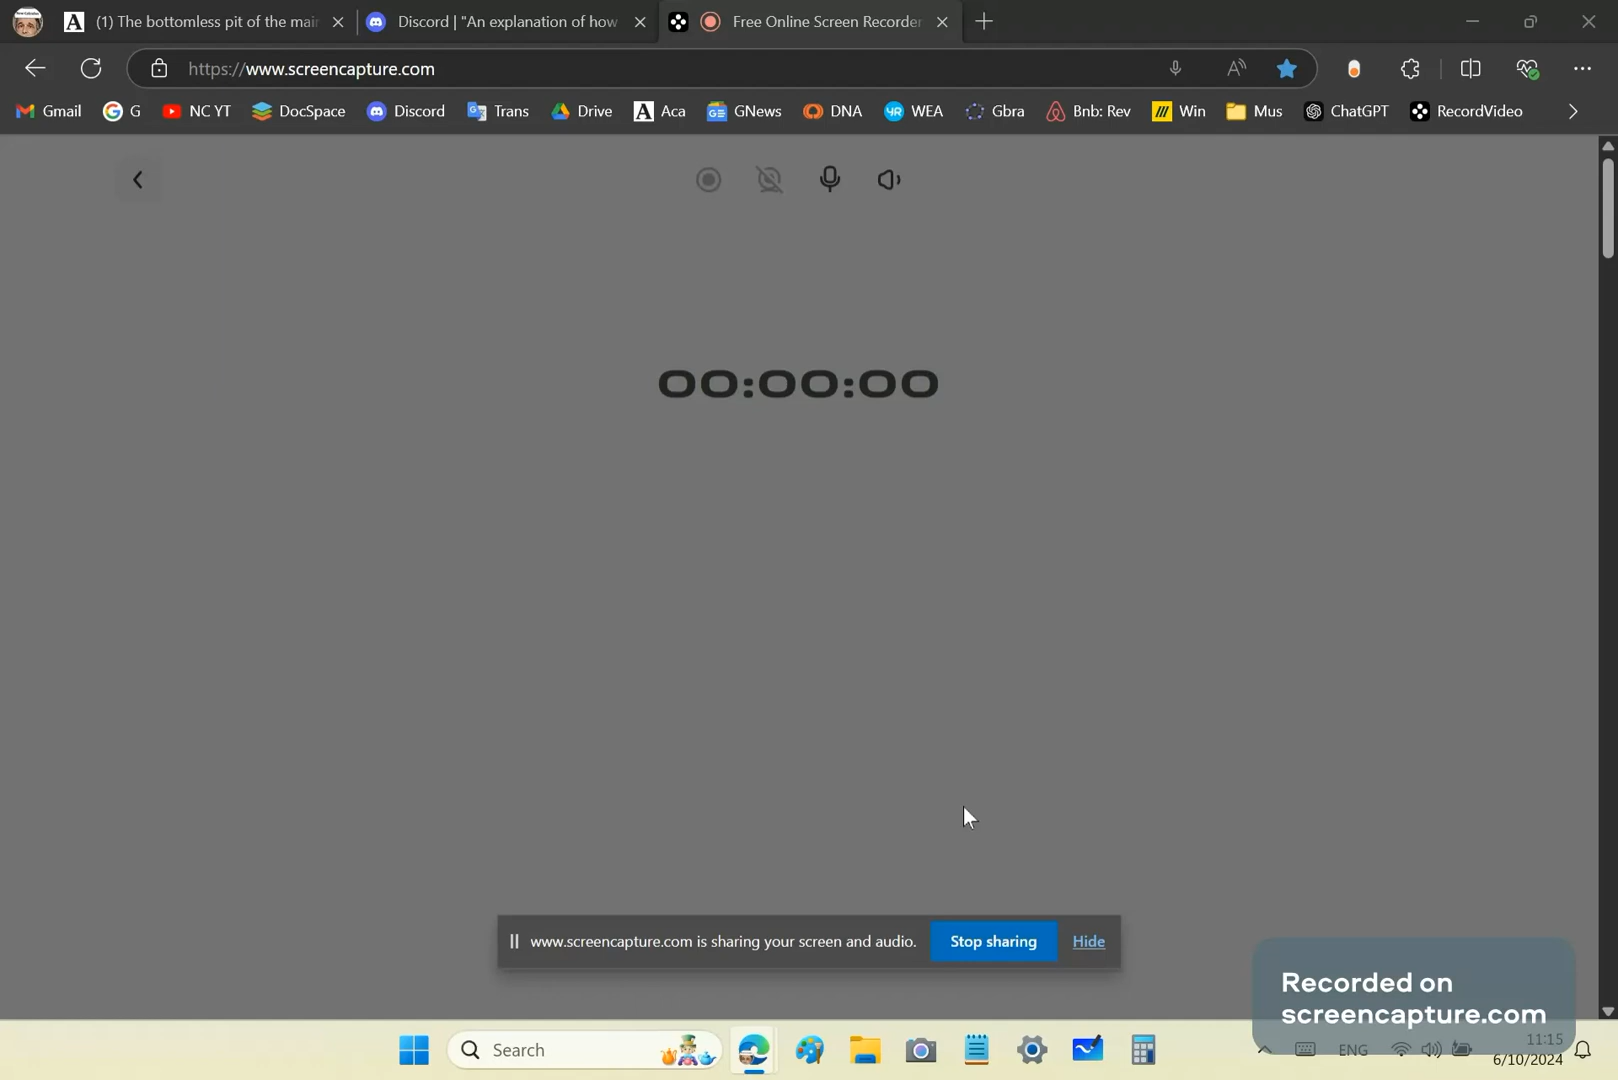 (1) The bottomless pit of the mair
Discord | "An explanation of how
Free Online Screen Recorder
https://www.screencapture.com
Gmail
G
NC YT
DocSpace
Discord
Trans
Drive
Aca
GNews
DNA
WEA
Gbra
Bnb: Rev
Win
Mus
ChatGPT
RecordVideo
00:00:00
www.screencapture.com is sharing your screen and audio.
Stop sharing
Hide
Recorded on
screencapture.com
Search
ENG
11:15
6/10/2024